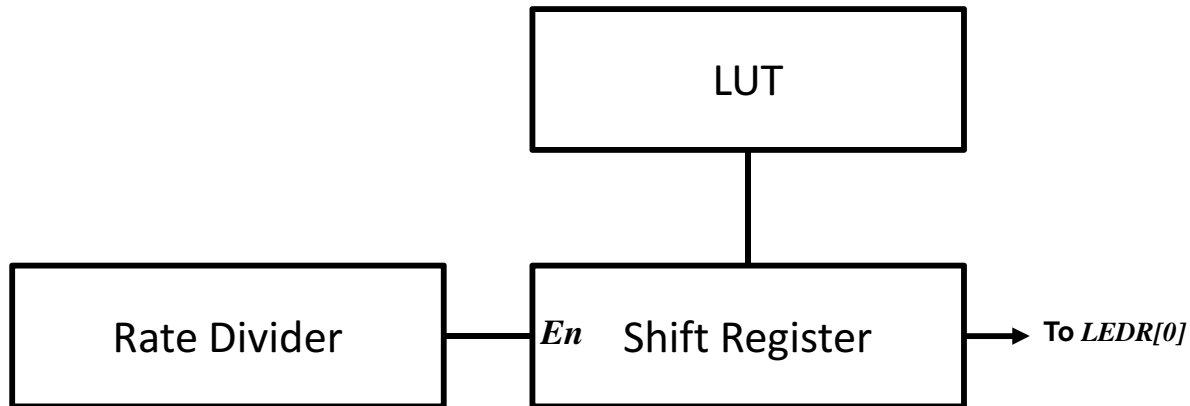 LUT
Rate Divider
En
Shift Register
To LEDR[0]